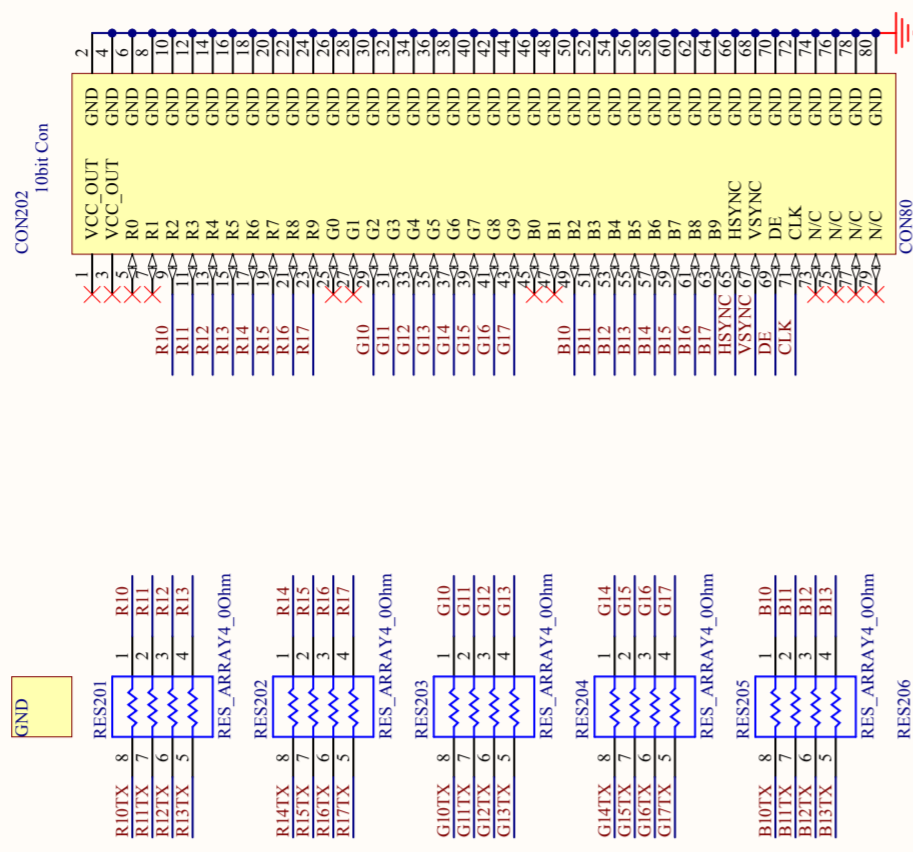 CON202
10bit Con
2 4 6 8 10 12 14 16 18 20 22 24 26 28 30 32 34 36 38 40 42 44 46 48 50 52 54 56 58 60 62 64 66 68 70 72 74 76 78 80
GND GND GND GND GND GND GND GND GND GND GND GND GND GND GND GND GND GND GND GND GND GND GND GND GND GND GND GND GND GND GND GND GND GND GND GND GND GND GND GND
VCC_OUT VCC_OUT R0 R1 R2 R3 R4 R5 R6 R7 R8 R9 G0 G1 G2 G3 G4 G5 G6 G7 G8 G9 B0 B1 B2 B3 B4 B5 B6 B7 B8 B9 HSYNC VSYNC DE CLK N/C N/C N/C N/C
1 3 5 7 9 11 13 15 17 19 21 23 25 27 29 31 33 35 37 39 41 43 45 47 49 51 53 55 57 59 61 63 65 67 69 71 73 75 77 79
R10 R11 R12 R13 R14 R15 R16 R17 G10 G11 G12 G13 G14 G15 G16 G17 B10 B11 B12 B13 B14 B15 B16 B17 HSYNC VSYNC DE CLK
CON80
GND
RES201
R10 R11 R12 R13
1 2 3 4
8 7 6 5
R10TX R11TX R12TX R13TX
RES_ARRAY4_0Ohm
RES202
R14 R15 R16 R17
1 2 3 4
8 7 6 5
R14TX R15TX R16TX R17TX
RES_ARRAY4_0Ohm
RES203
G10 G11 G12 G13
1 2 3 4
8 7 6 5
G10TX G11TX G12TX G13TX
RES_ARRAY4_0Ohm
RES204
G14 G15 G16 G17
1 2 3 4
8 7 6 5
G14TX G15TX G16TX G17TX
RES_ARRAY4_0Ohm
RES205
B10 B11 B12 B13
1 2 3 4
8 7 6 5
B10TX B11TX B12TX B13TX
RES_ARRAY4_0Ohm
RES206